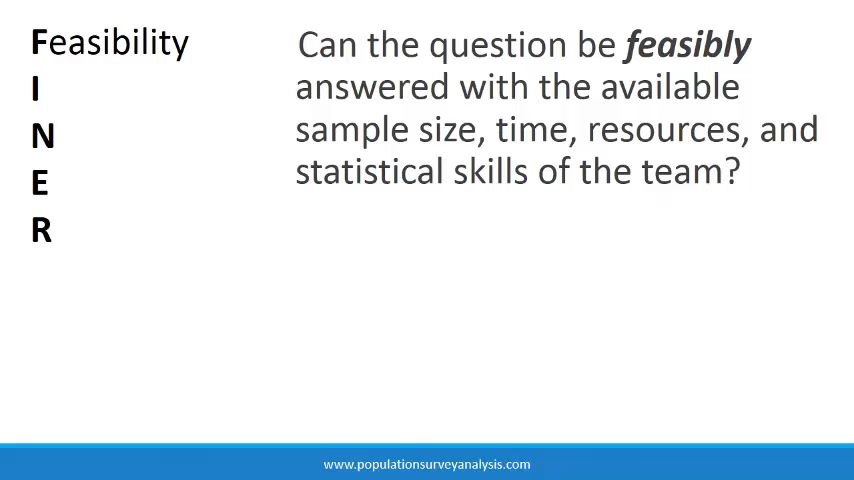 Feasibility
I
N
E
R
Can the question be feasibly
answered with the available
sample size, time, resources, and
statistical skills of the team?
www.populationsurveyanalysis.com